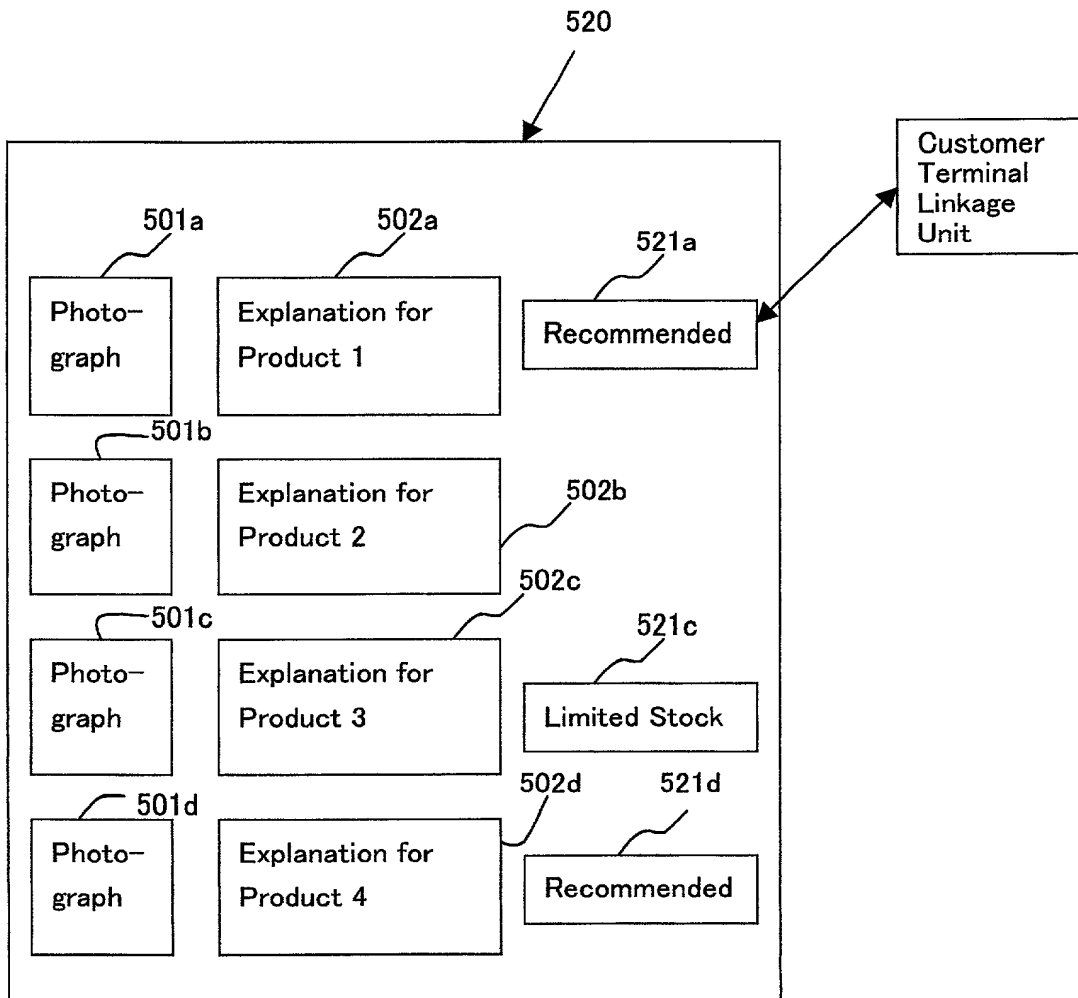 520
Customer
Terminal
Linkage
Unit
501a
502a
521a
Photo-
graph
Explanation for
Product 1
Recommended
501b
Photo-
graph
Explanation for
Product 2
502b
502c
501c
521c
Photo-
graph
Explanation for
Product 3
Limited Stock
502d
521d
501d
Photo-
graph
Explanation for
Product 4
Recommended